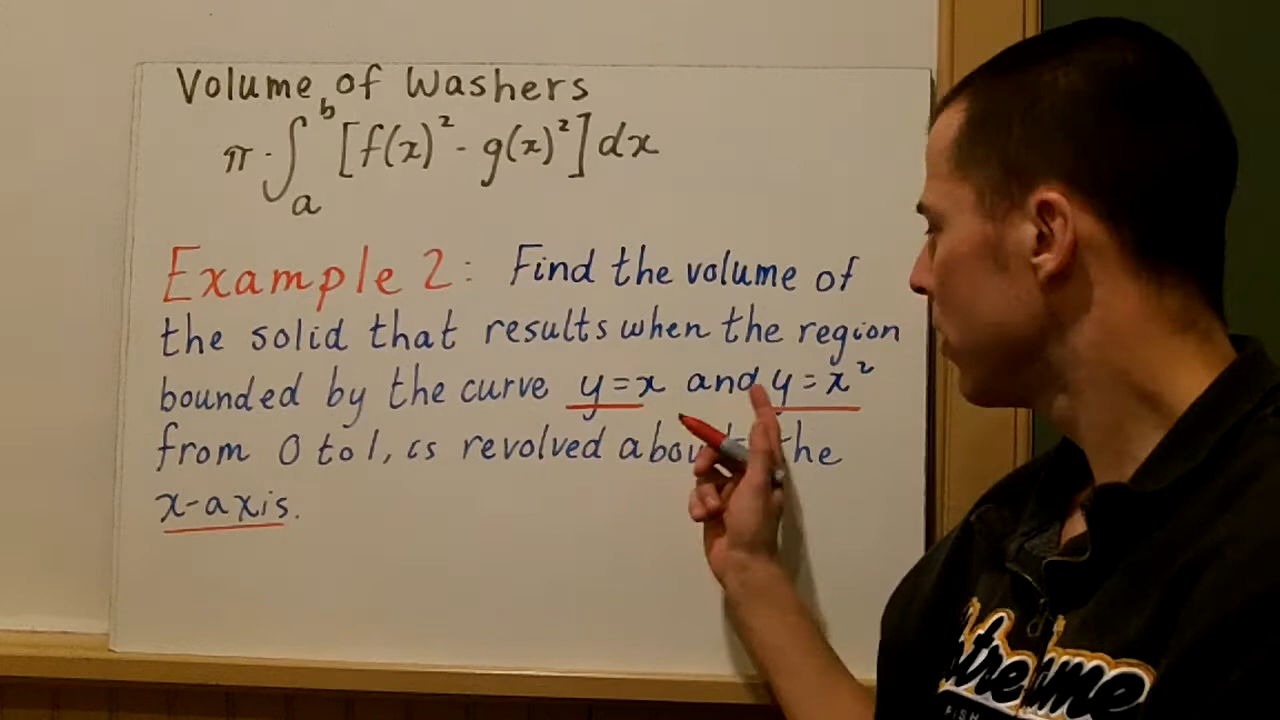 Volume of Washers
π·∫ₐᵇ [f(x)² - g(x)²] dx
Example 2: Find the volume of
the solid that results when the region
bounded by the curve y=x and y=x²
from 0 to 1, is revolved about the
x-axis.
FISH